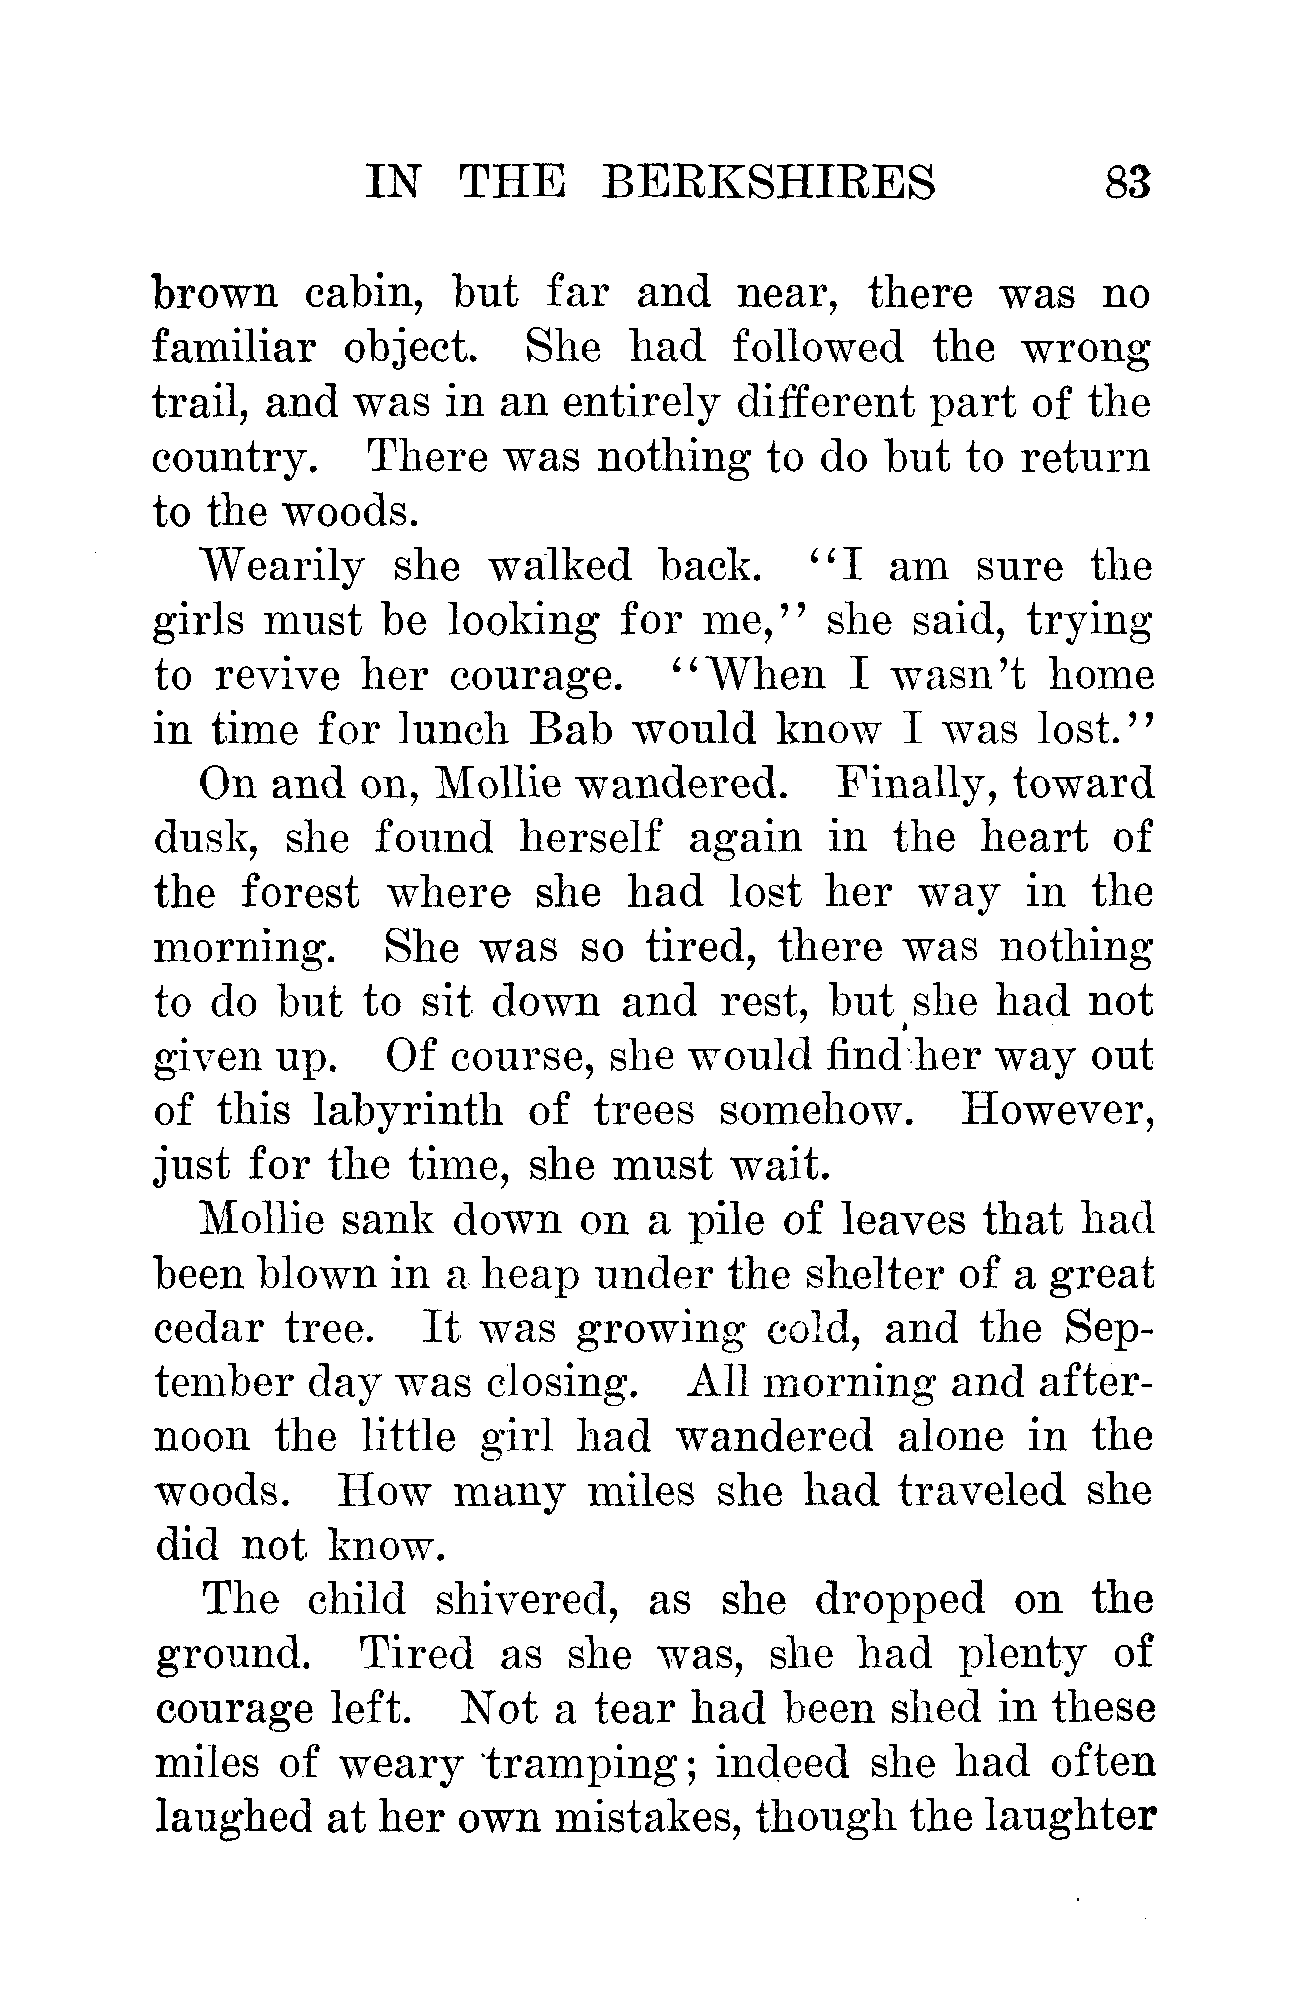 IN THE BERKSHIRES 83
brown cabin, but far and near, there was no
familiar object. She had followed the wrong
trail, and was in an entirely different part of the
country. There was nothing to do but to return
to the woods.
Wearily she walked back. "I am sure the
girls must be looking for me," she said, trying
to revive her courage. "When I wasn't home
in time for lunch Bab would know I was lost."
On and on, Mollie wandered. Finally, toward
dusk, she found herself again in the heart of
the forest where she had lost her way in the
morning. She was so tired, there was nothing
to do but to sit down and rest, but she had not
given up. Of course, she would find her way out
of this labyrinth of trees somehow. However,
just for the time, she must wait.
Mollie sank down on a pile of leaves that had
been blown in a heap under the shelter of a great
cedar tree. It was growing cold, and the Sep-
tember day was closing. All morning and after-
noon the little girl had wandered alone in the
woods. How many miles she had traveled she
did not know.
The child shivered, as she dropped on the
ground. Tired as she was, she had plenty of
courage left. Not a tear had been shed in these
miles of weary tramping; indeed she had often
laughed at her own mistakes, though the laughter